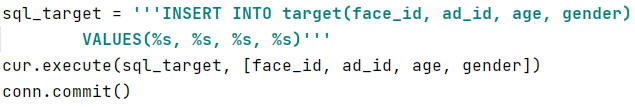 sql_target = '''INSERT INTO target(face_id, ad_id, age, gender)
        VALUES(%s, %s, %s, %s)'''
cur.execute(sql_target, [face_id, ad_id, age, gender])
conn.commit()